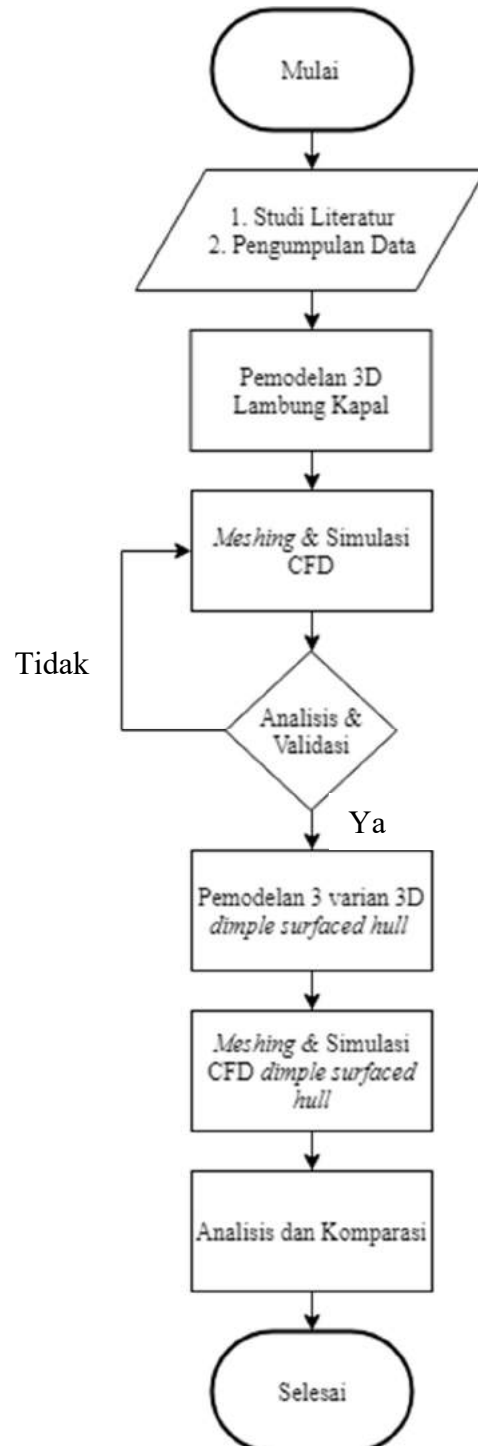 Mulai
1. Studi Literatur
2. Pengumpulan Data
Pemodelan 3D
Lambung Kapal
Meshing & Simulasi
CFD
Tidak
Analisis &
Validasi
Ya
Pemodelan 3 varian 3D
dimple surfaced hull
Meshing & Simulasi
CFD dimple surfaced
hull
Analisis dan Komparasi
Selesai